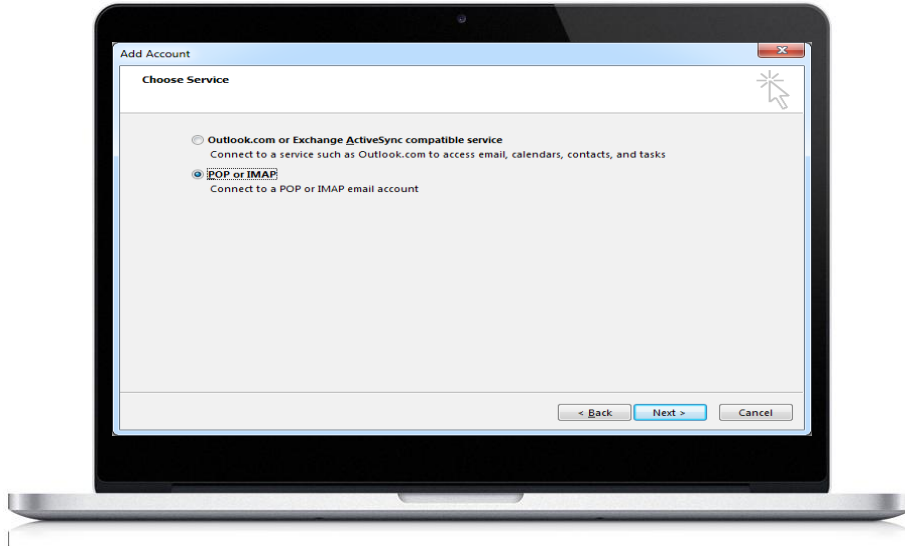 Add Account
Choose Service
Outlook.com or Exchange ActiveSync compatible service
Connect to a service such as Outlook.com to access email, calendars, contacts, and tasks
POP or IMAP
Connect to a POP or IMAP email account
< Back Next > Cancel